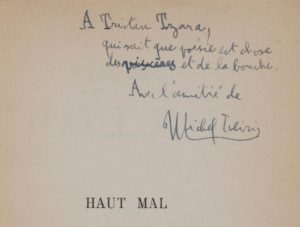 A Tristan Tzara,
qui sait que poésie est chose
des et de la bouche.
Avec l'amitié de
Michel Leiris
HAUT MAL